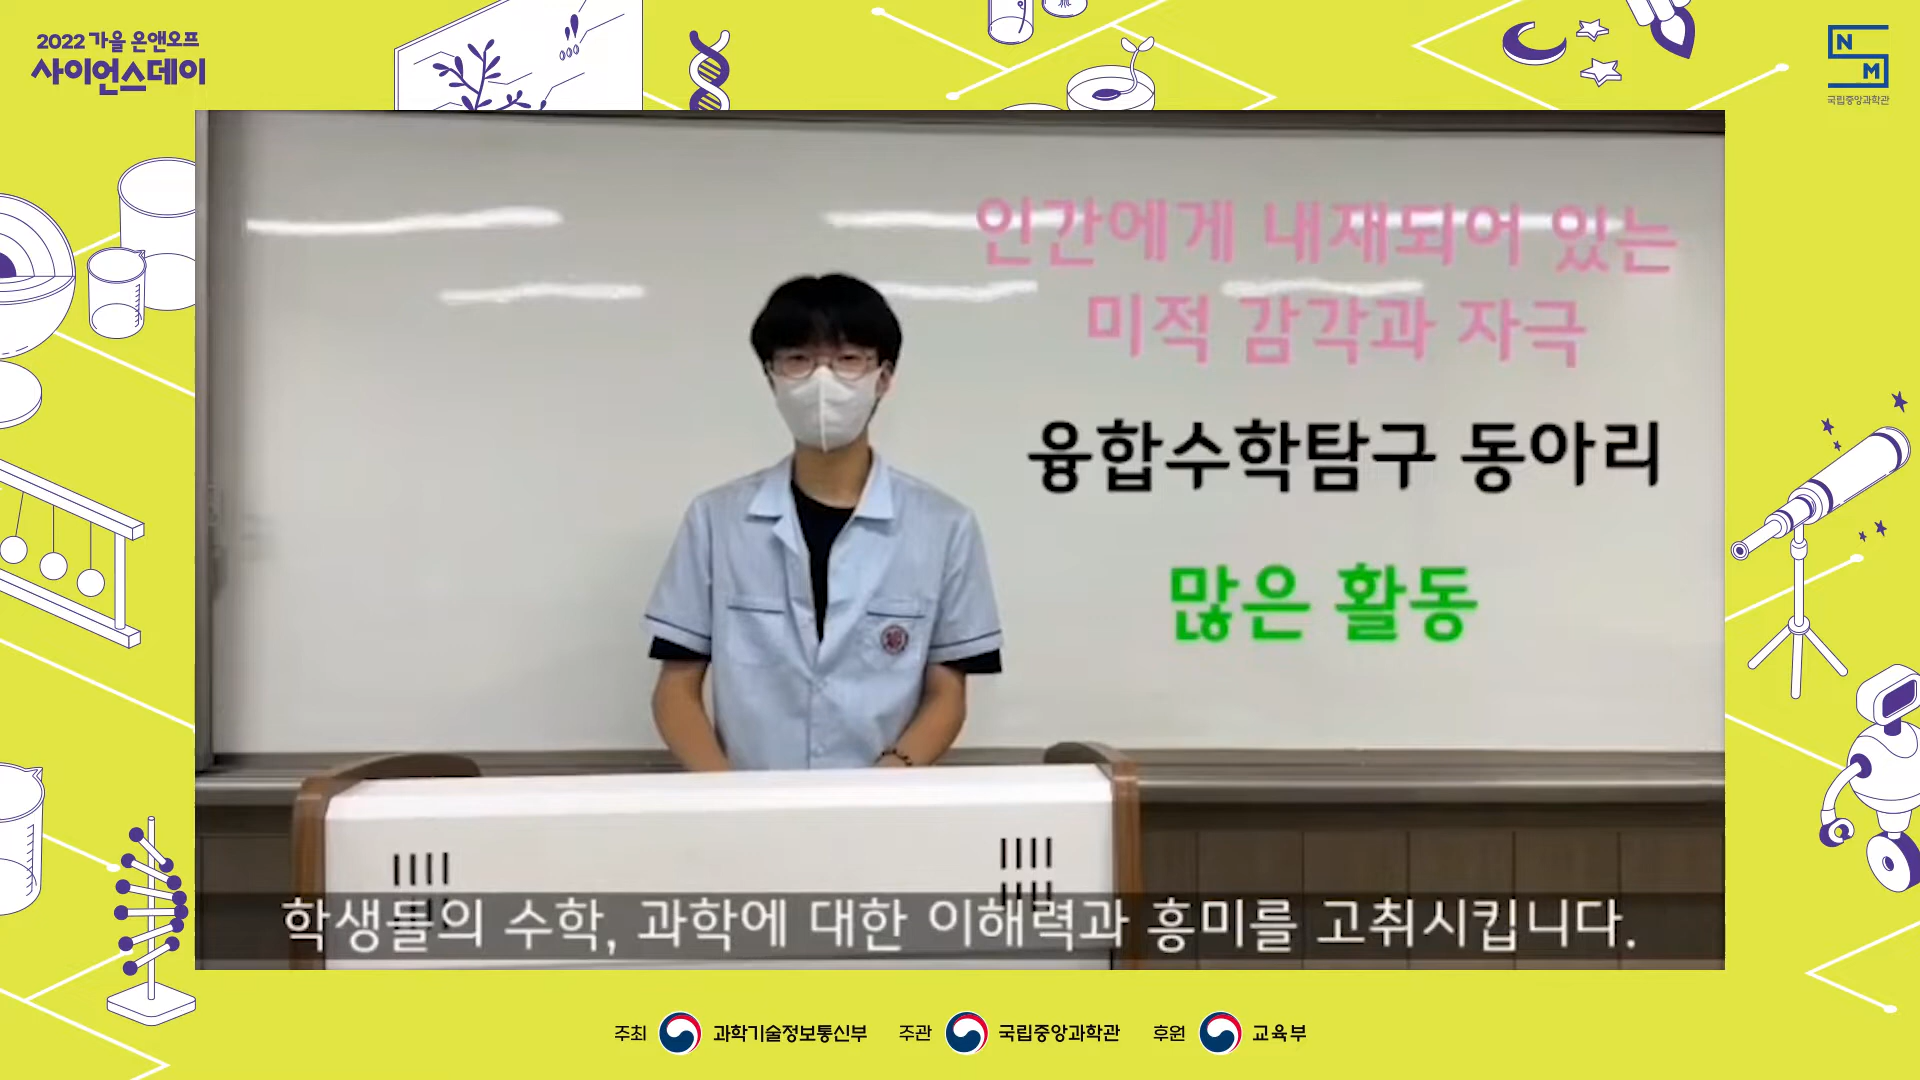 2022 가을 온앤오프
사이언스데이
N
M
국립중앙과학관
인간에게 내재되어 있는
미적 감각과 자극
융합수학탐구 동아리
많은 활동
학생들의 수학, 과학에 대한 이해력과 흥미를 고취시킵니다.
주최 과학기술정보통신부 주관 국립중앙과학관 후원 교육부